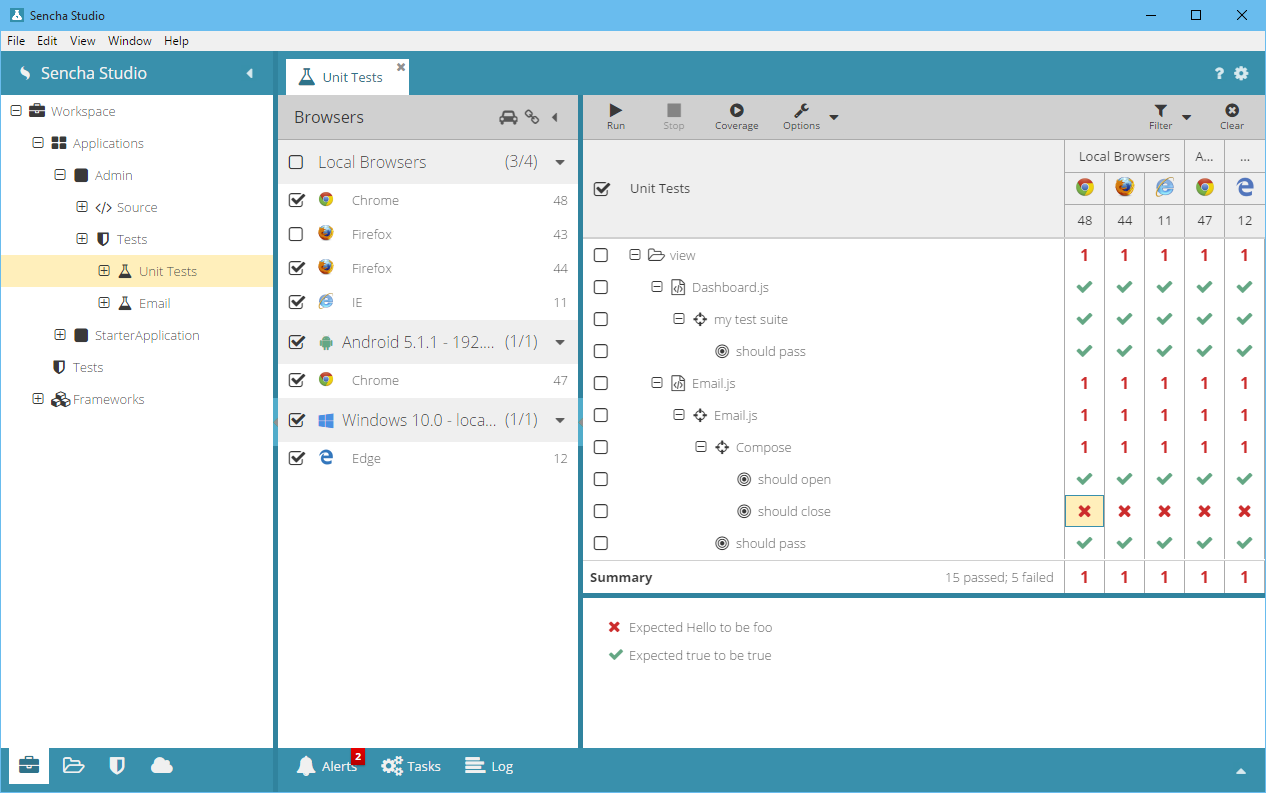 Sencha Studio
File Edit View Window Help
Sencha Studio
Workspace
Applications
Admin
Source
Tests
Unit Tests
Email
StarterApplication
Tests
Frameworks
Unit Tests
Browsers
Local Browsers (3/4)
Chrome 48
Firefox 43
Firefox 44
IE 11
Android 5.1.1 - 192.... (1/1)
Chrome 47
Windows 10.0 - loca... (1/1)
Edge 12
Run Stop Coverage Options Filter Clear
Unit Tests
Local Browsers A... ...
48 44 11 47 12
view 1 1 1 1 1
Dashboard.js
my test suite
should pass
Email.js 1 1 1 1 1
Email.js 1 1 1 1 1
Compose 1 1 1 1 1
should open
should close
should pass
Summary 15 passed; 5 failed 1 1 1 1 1
Expected Hello to be foo
Expected true to be true
Alerts 2 Tasks Log